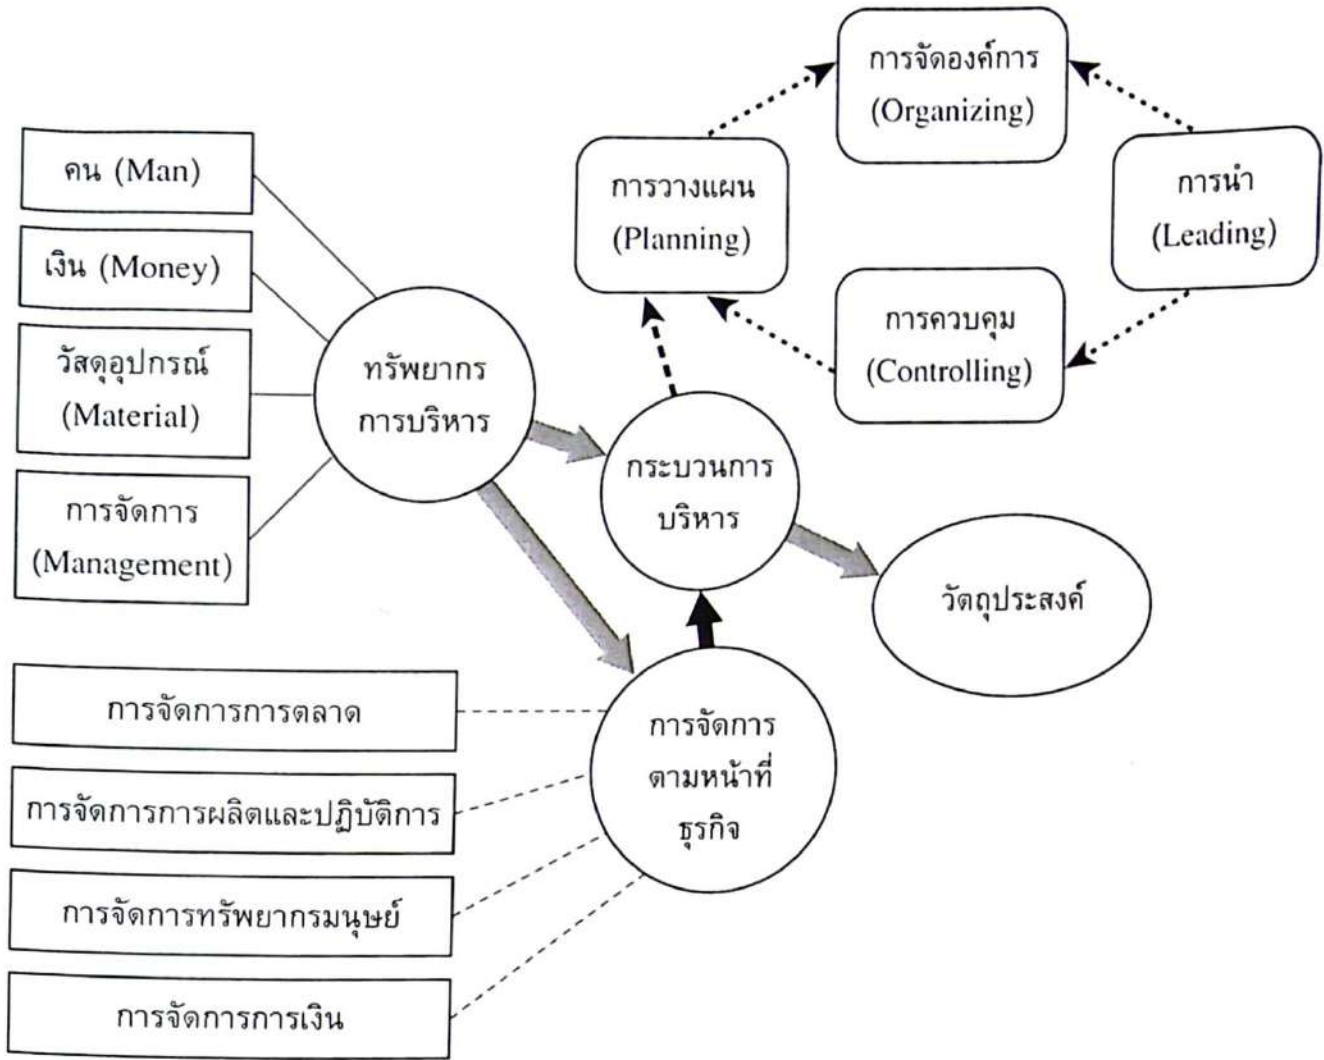 การจัดองค์การ
(Organizing)
คน (Man)
การวางแผน
(Planning)
การนำ
(Leading)
เงิน (Money)
การควบคุม
(Controlling)
วัสดุอุปกรณ์
(Material)
ทรัพยากร
การบริหาร
กระบวนการ
บริหาร
การจัดการ
(Management)
วัตถุประสงค์
การจัดการการตลาด
การจัดการ
ตามหน้าที่
ธุรกิจ
การจัดการการผลิตและปฏิบัติการ
การจัดการทรัพยากรมนุษย์
การจัดการการเงิน